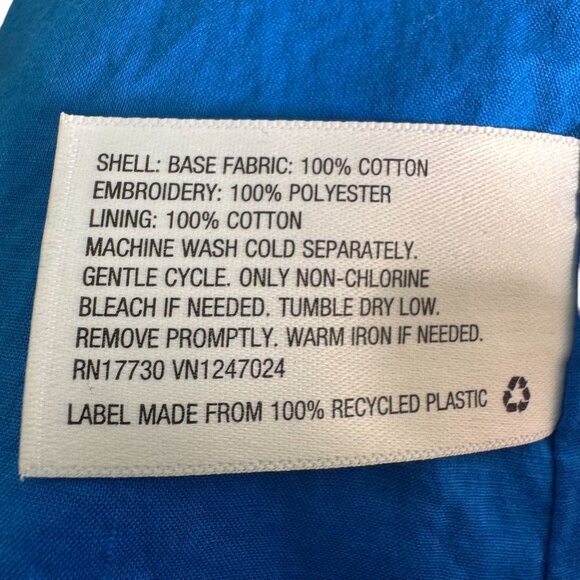 SHELL: BASE FABRIC: 100% COTTON
EMBROIDERY: 100% POLYESTER
LINING: 100% COTTON
MACHINE WASH COLD SEPARATELY.
GENTLE CYCLE. ONLY NON-CHLORINE
BLEACH IF NEEDED. TUMBLE DRY LOW.
REMOVE PROMPTLY. WARM IRON IF NEEDED.
RN17730 VN1247024
LABEL MADE FROM 100% RECYCLED PLASTIC